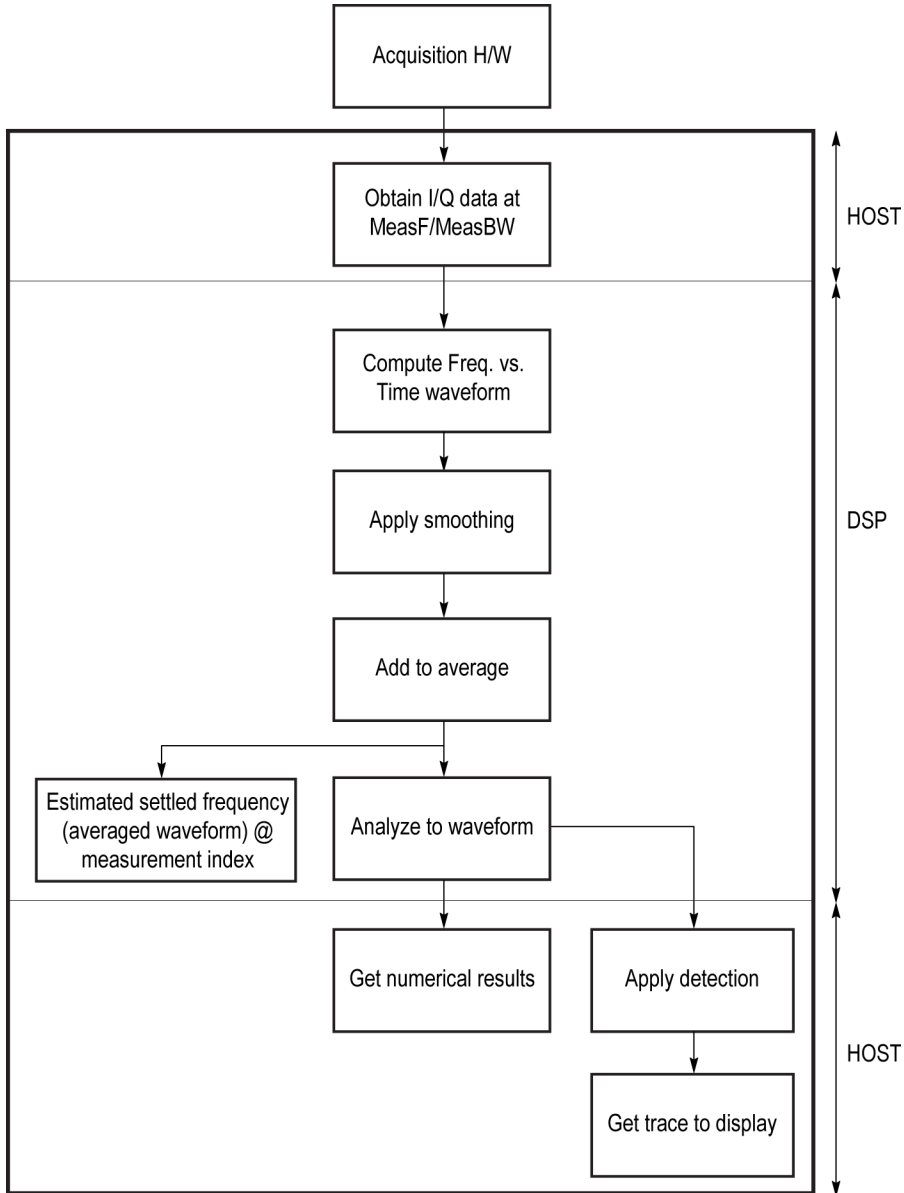 Acquisition H/W
Obtain I/Q data at
MeasF/MeasBW
HOST
Compute Freq. vs.
Time waveform
Apply smoothing
DSP
Add to average
Estimated settled frequency
(averaged waveform) @
measurement index
Analyze to waveform
Get numerical results
Apply detection
HOST
Get trace to display